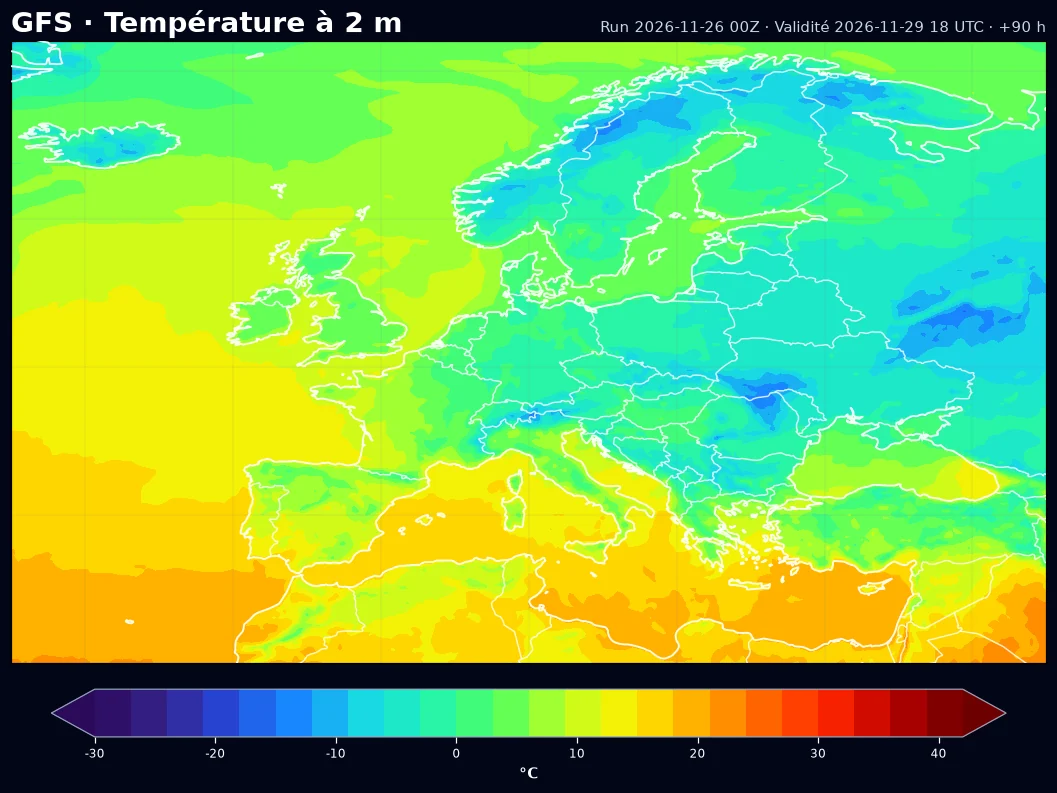 GFS · Température à 2 m
Run 2026-11-26 00Z · Validité 2026-11-29 18 UTC · +90 h
-30 -20 -10 0 10 20 30 40
°C